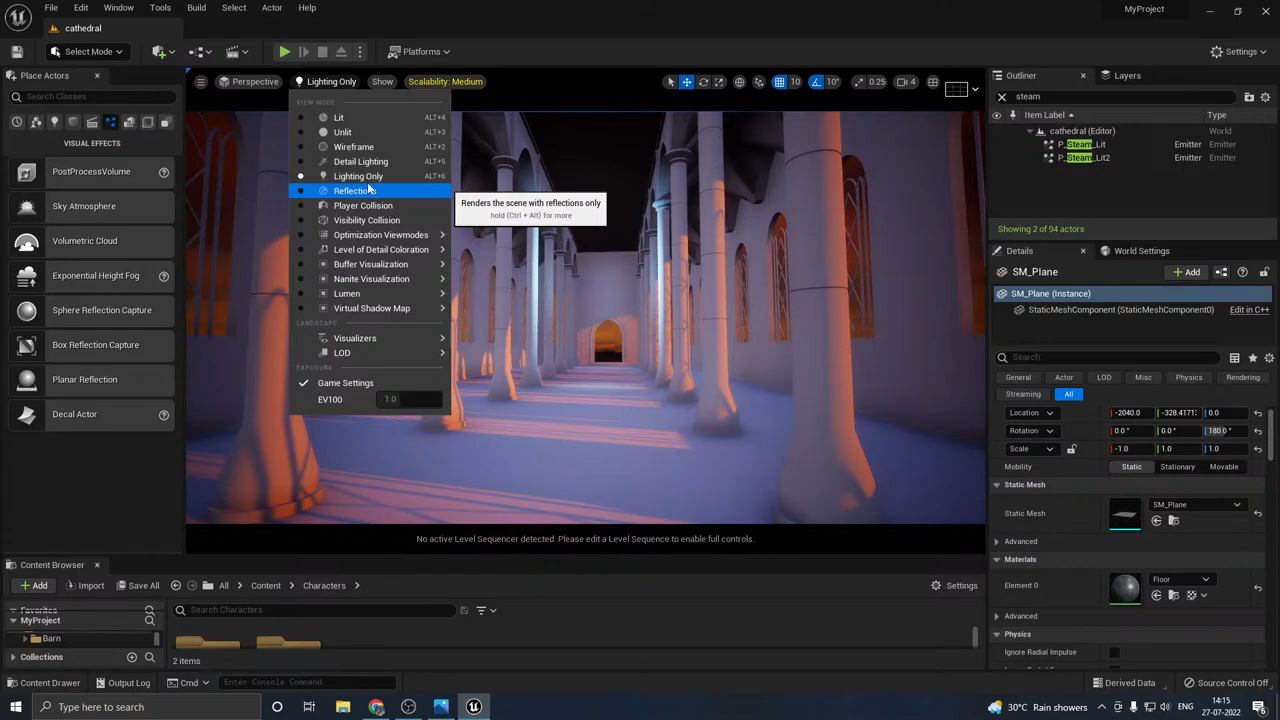 File Edit Window Tools Build Select Actor Help MyProject
cathedral
Select Mode Platforms Settings
Place Actors Perspective Lighting Only Show Scalability: Medium 10 10° 0.25 4 Outliner Layers
Search Classes steam
VIEW MODE
Item Label Type
Lit ALT+4
cathedral (Editor) World
Unlit ALT+3
VISUAL EFFECTS
P_Steam_Lit Emitter
Wireframe ALT+2
P_Steam_Lit2 Emitter
Detail Lighting ALT+5
PostProcessVolume
Lighting Only ALT+6
Reflections
Renders the scene with reflections only
hold (Ctrl + Alt) for more
Sky Atmosphere
Player Collision
Visibility Collision
Showing 2 of 94 actors
Optimization Viewmodes
Volumetric Cloud
Level of Detail Coloration
Details World Settings
Buffer Visualization
SM_Plane Add
Exponential Height Fog
Nanite Visualization
Lumen
SM_Plane (Instance)
Sphere Reflection Capture
Virtual Shadow Map
StaticMeshComponent (StaticMeshComponent0) Edit in C++
LANDSCAPE
Visualizers
Box Reflection Capture
LOD
Search
EXPOSURE
Planar Reflection
General Actor LOD Misc Physics Rendering
Game Settings
Streaming All
EV100 1.0
Decal Actor
Location -2040.0 0.0
Rotation 0.0° 0.0° 180.0
Scale -1.0 1.0 1.0
Mobility Static Stationary Movable
Static Mesh
Static Mesh SM_Plane
No active Level Sequencer detected. Please edit a Level Sequence to enable full controls.
Advanced
Content Browser
Materials
Add Import Save All All Content Characters Settings
Element 0 Floor
Favorites Search Characters
MyProject
Advanced
Barn
Physics
Collections 2 items
Ignore Radial Impulse
Content Drawer Output Log Cmd Enter Console Command Derived Data Source Control Off
Type here to search 30°C Rain showers ENG 14:15
27-07-2022